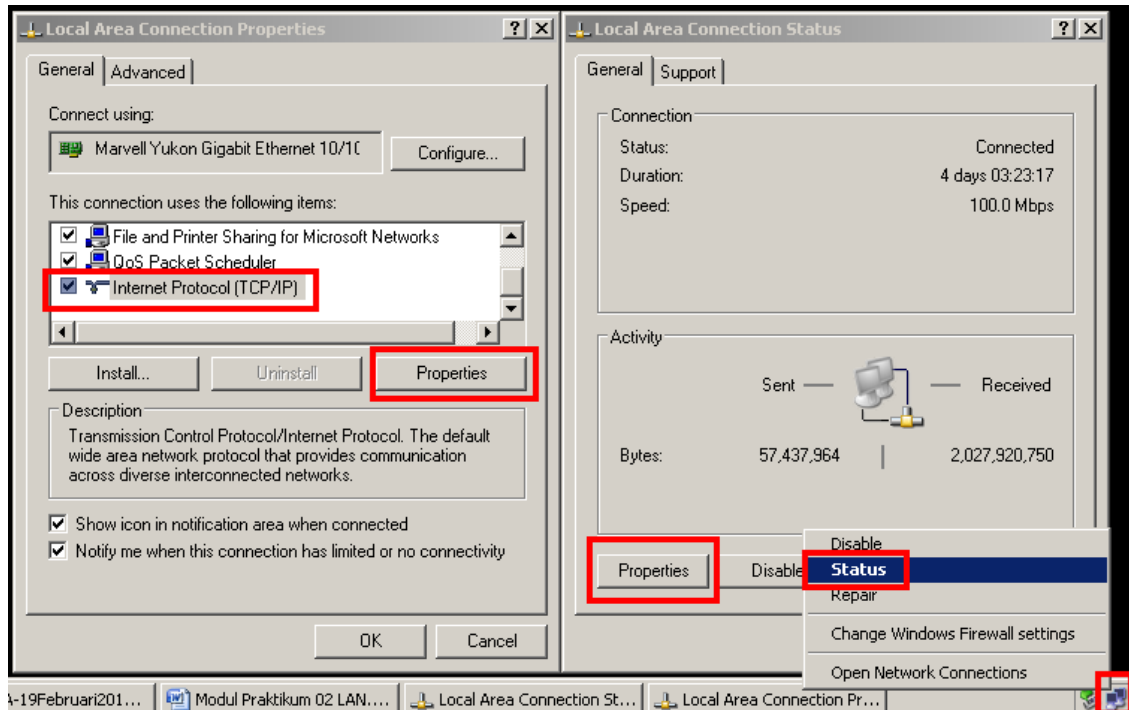 Local Area Connection Properties
General
Advanced
Connect using:
Marvell Yukon Gigabit Ethernet 10/10
Configure...
This connection uses the following items:
File and Printer Sharing for Microsoft Networks
QoS Packet Scheduler
Internet Protocol (TCP/IP)
Install...
Uninstall
Properties
Description
Transmission Control Protocol/Internet Protocol. The default
wide area network protocol that provides communication
across diverse interconnected networks.
Show icon in notification area when connected
Notify me when this connection has limited or no connectivity
OK
Cancel
Local Area Connection Status
General
Support
Connection
Status: Connected
Duration: 4 days 03:23:17
Speed: 100.0 Mbps
Activity
Sent — — Received
Bytes: 57,437,964 | 2,027,920,750
Properties
Disable
Disable
Status
Repair
Change Windows Firewall settings
Open Network Connections
A-19Februari201...
Modul Praktikum 02 LAN....
Local Area Connection St...
Local Area Connection Pr...